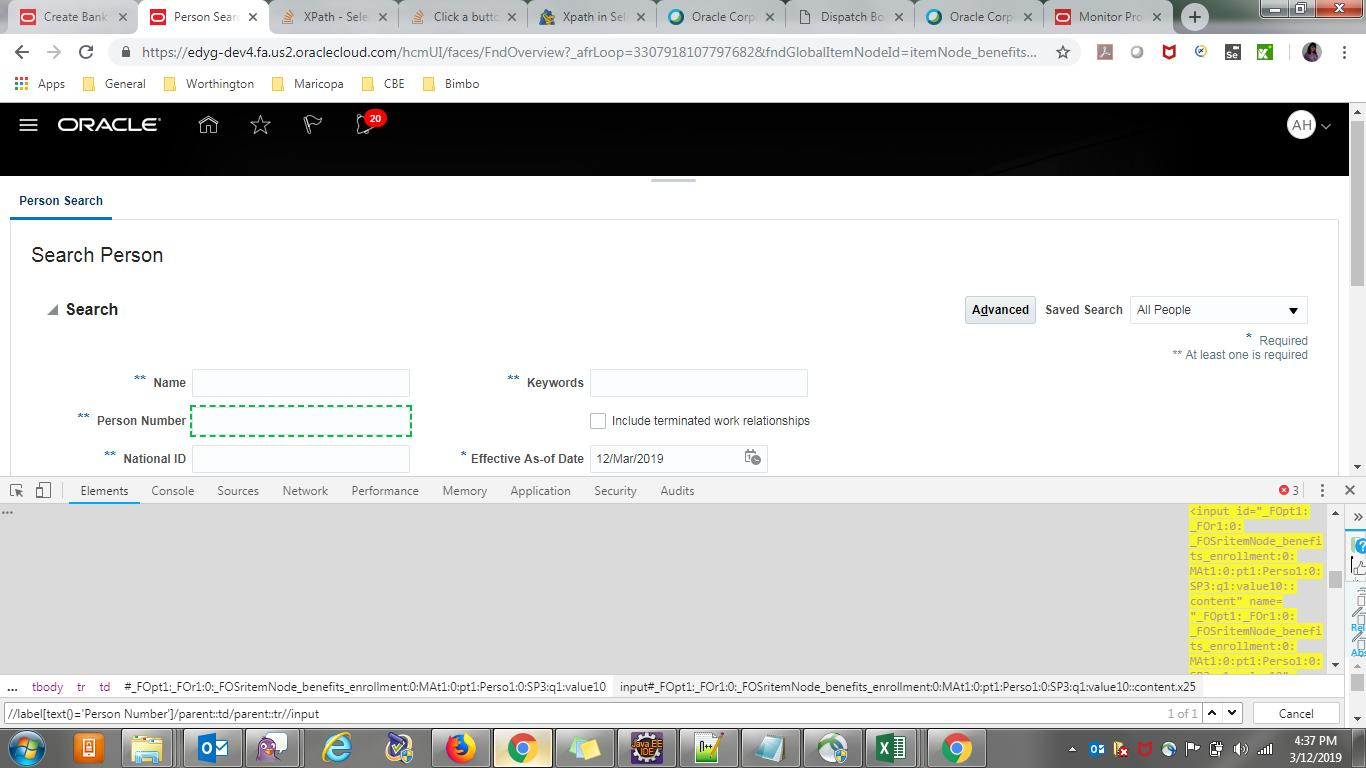 Create Bank
Person Sear
XPath - Sele
Click a butto
Xpath in Sel
Oracle Corp
Dispatch Bo
Oracle Corp
Monitor Pro
https://edyg-dev4.fa.us2.oraclecloud.com/hcmUI/faces/FndOverview?_afrLoop=3307918107797682&fndGlobalItemNodeId=itemNode_benefits...
Apps General Worthington Maricopa CBE Bimbo
ORACLE 20 AH
Person Search
Search Person
Search Advanced Saved Search All People
* Required
** At least one is required
** Name ** Keywords
** Person Number Include terminated work relationships
** National ID * Effective As-of Date 12/Mar/2019
Elements Console Sources Network Performance Memory Application Security Audits 3
...
<input id="_FOpt1:
_FOr1:0:
_FOSritemNode_benefi
ts_enrollment:0:
MAt1:0:pt1:Perso1:0:
SP3:q1:value10::
content" name=
"_FOpt1:_FOr1:0:
_FOSritemNode_benefi
ts_enrollment:0:
MAt1:0:pt1:Perso1:0:
... tbody tr td #_FOpt1:_FOr1:0:_FOSritemNode_benefits_enrollment:0:MAt1:0:pt1:Perso1:0:SP3:q1:value10 input#_FOpt1:_FOr1:0:_FOSritemNode_benefits_enrollment:0:MAt1:0:pt1:Perso1:0:SP3:q1:value10::content.x25
//label[text()='Person Number']/parent::td/parent::tr//input 1 of 1 Cancel
4:37 PM
3/12/2019